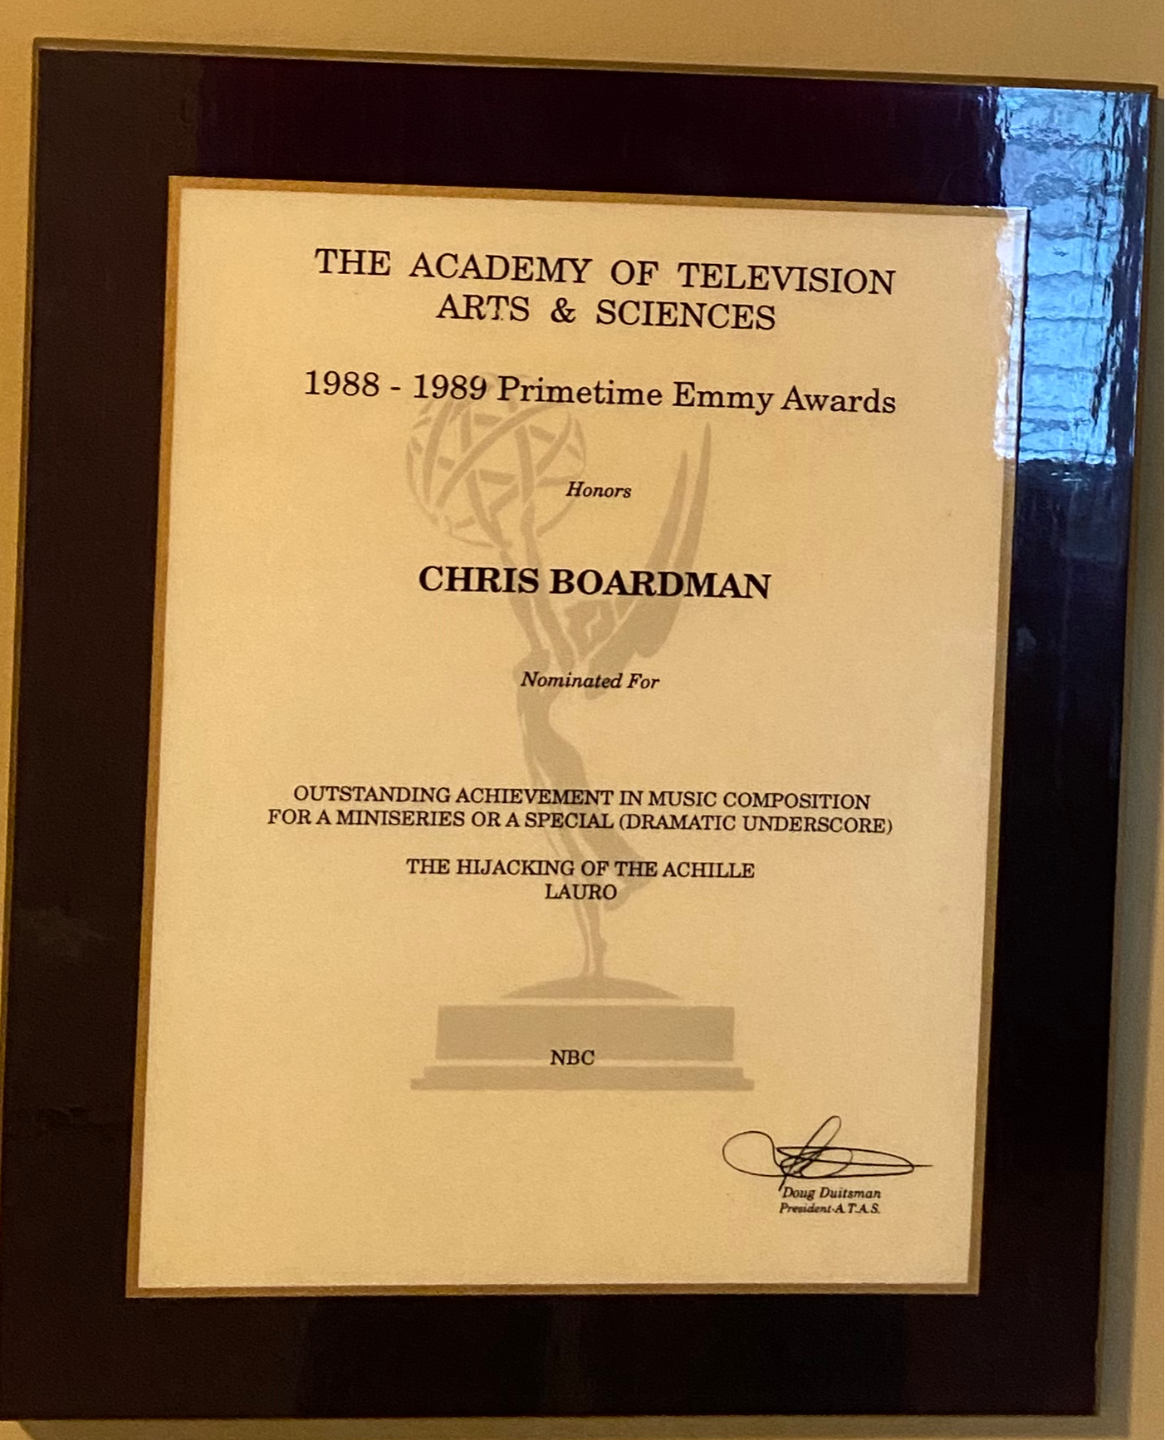 THE ACADEMY OF TELEVISION
ARTS & SCIENCES
1988 - 1989 Primetime Emmy Awards
Honors
CHRIS BOARDMAN
Nominated For
OUTSTANDING ACHIEVEMENT IN MUSIC COMPOSITION
FOR A MINISERIES OR A SPECIAL (DRAMATIC UNDERSCORE)
THE HIJACKING OF THE ACHILLE
LAURO
NBC
Doug Duitsman
President-A.T.A.S.